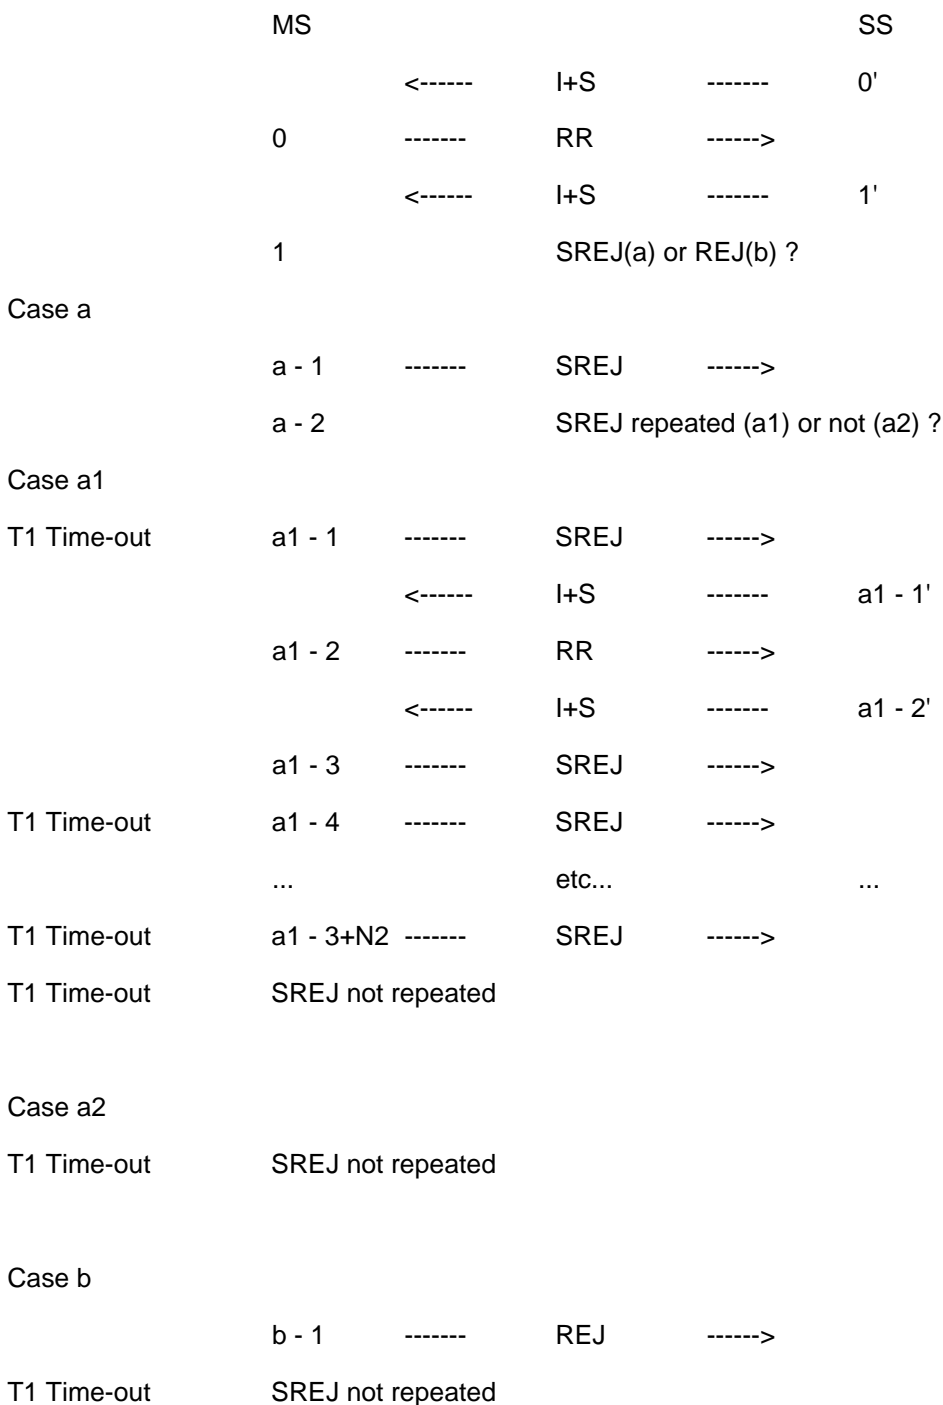 MS SS
<------ I+S ------- 0'
0 ------- RR ------>
<------ I+S ------- 1'
1 SREJ(a) or REJ(b) ?
Case a
a - 1 ------- SREJ ------>
a - 2 SREJ repeated (a1) or not (a2) ?
Case a1
T1 Time-out a1 - 1 ------- SREJ ------>
<------ I+S ------- a1 - 1'
a1 - 2 ------- RR ------>
<------ I+S ------- a1 - 2'
a1 - 3 ------- SREJ ------>
T1 Time-out a1 - 4 ------- SREJ ------>
... etc... ...
T1 Time-out a1 - 3+N2 ------- SREJ ------>
T1 Time-out SREJ not repeated
Case a2
T1 Time-out SREJ not repeated
Case b
b - 1 ------- REJ ------>
T1 Time-out SREJ not repeated